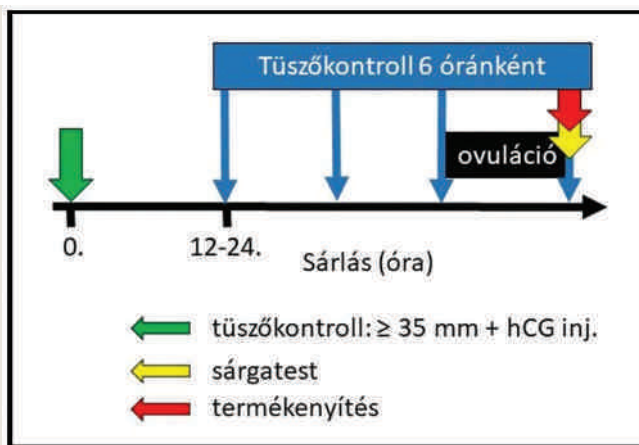 Tüszőkontroll 6 óránként
ovuláció
0.
12-24.
Sárlás (óra)
tüszőkontroll: ≥ 35 mm + hCG inj.
sárgatest
termékenyítés